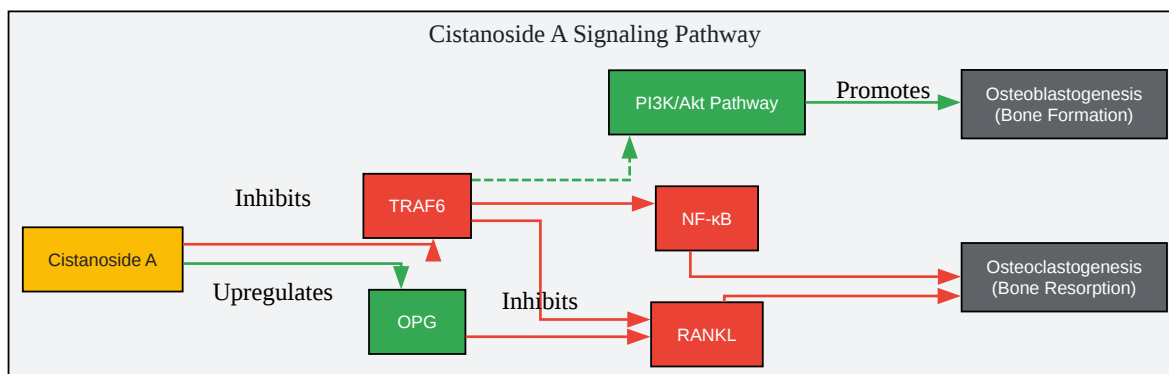 Cistanoside A Signaling Pathway
PI3K/Akt Pathway
Promotes
Osteoblastogenesis
(Bone Formation)
Inhibits
TRAF6
NF-κB
Cistanoside A
Upregulates
OPG
Inhibits
RANKL
Osteoclastogenesis
(Bone Resorption)